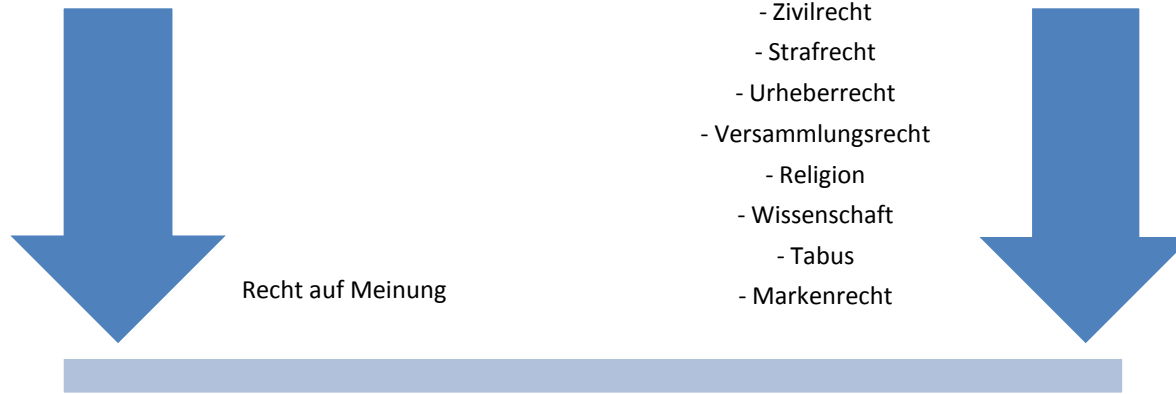 - Zivilrecht
- Strafrecht
- Urheberrecht
- Versammlungsrecht
- Religion
- Wissenschaft
- Tabus
Recht auf Meinung
- Markenrecht